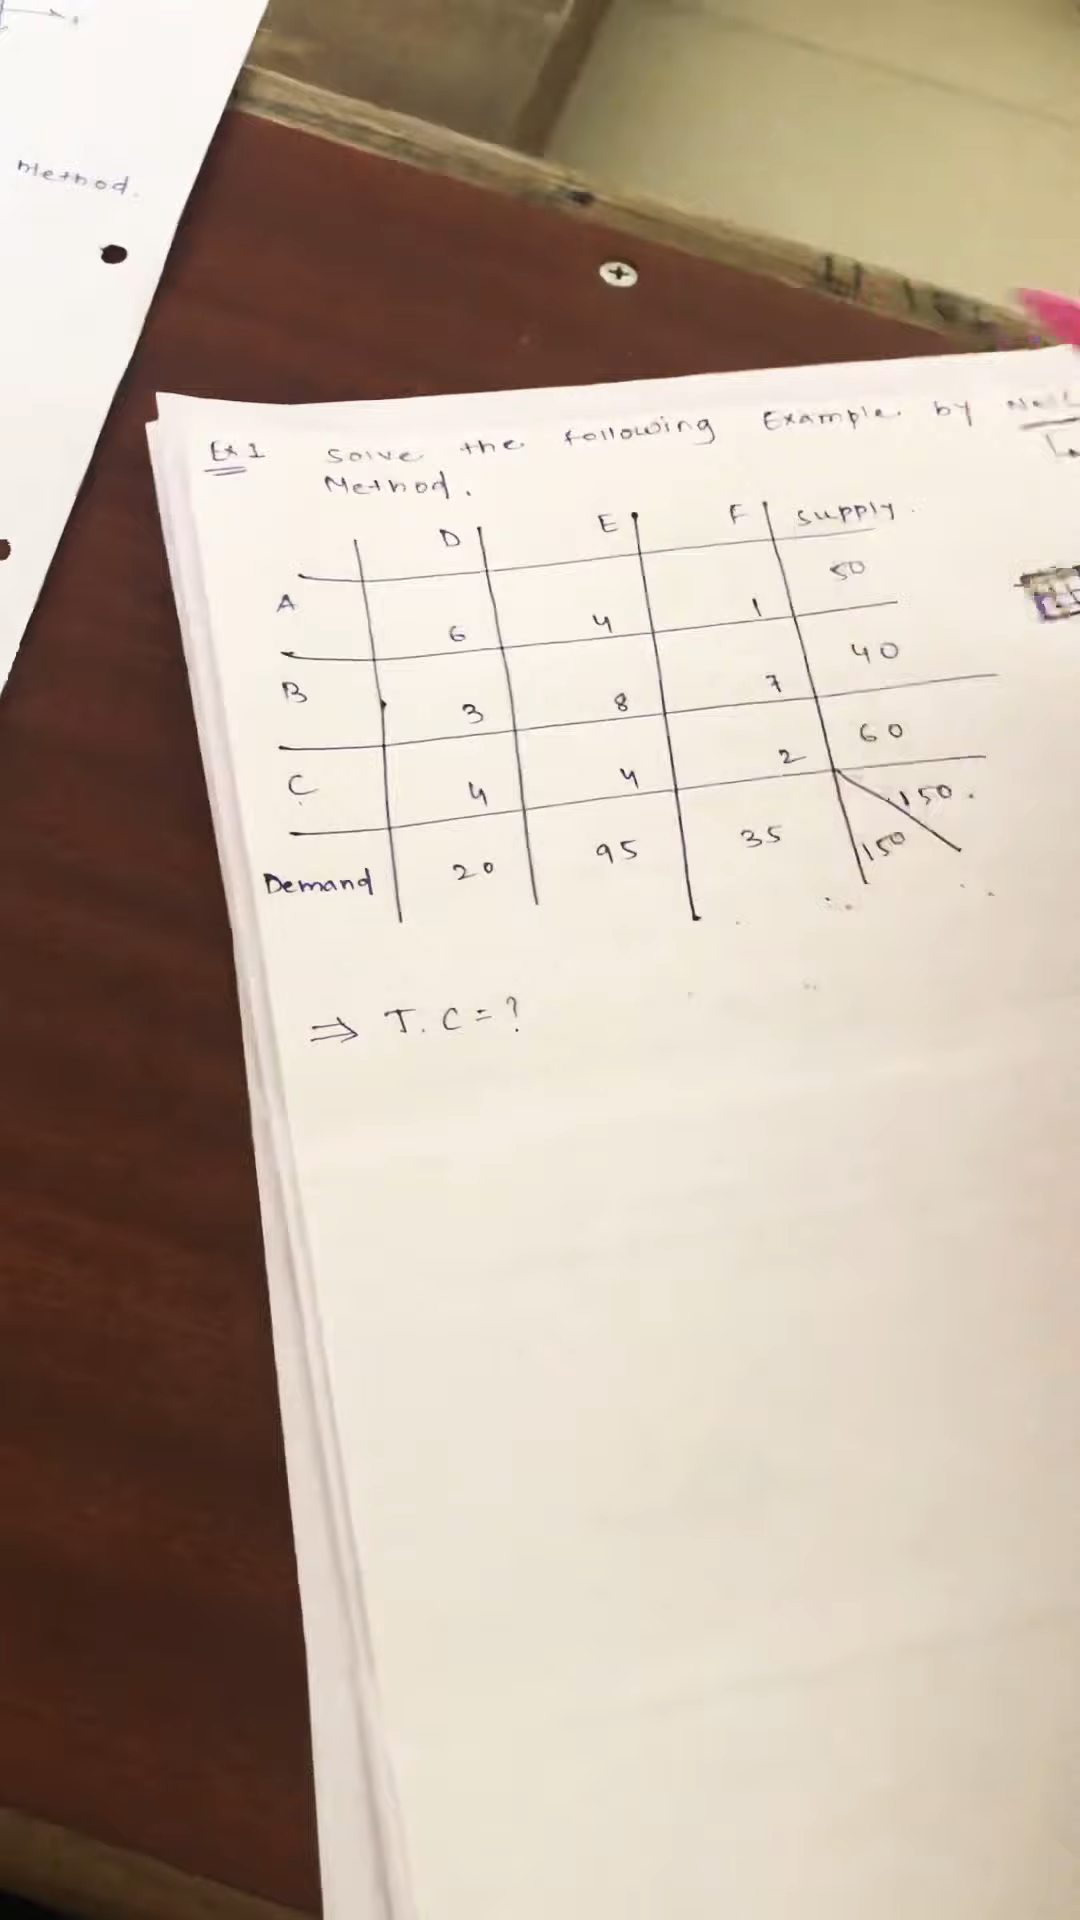 Method.
Ex 1 Solve the following Example by
Method.
D E F Supply.
A 6 4 1 50
B 3 8 7 40
C 4 4 2 60
150.
Demand 20 95 35 150
⇒ T.C = ?